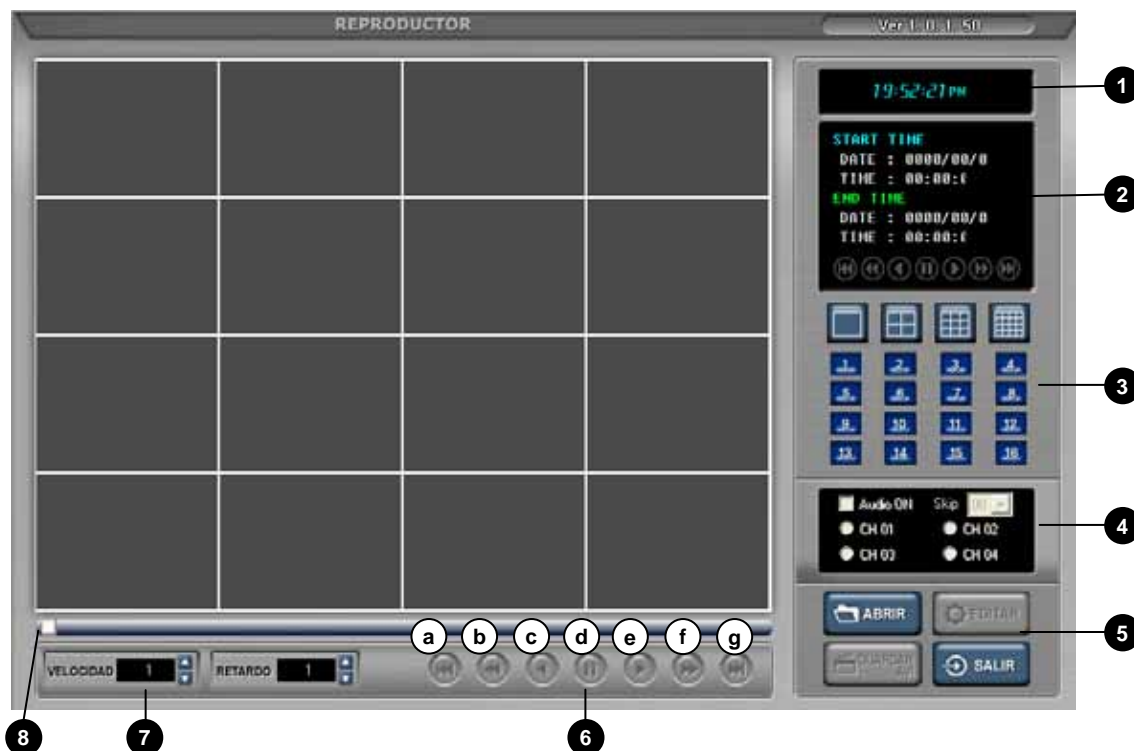 REPRODUCTOR
Ver 1. 0. 1. 50
19:52:21 PM
1
START TIME
DATE : 0000/00/0
TIME : 00:00:0
END TIME
DATE : 0000/00/0
TIME : 00:00:0
2
1 2 3 4
5 6 7 8
9 10 11 12
13 14 15 16
3
Audio ON Skip 00
CH 01 CH 02
CH 03 CH 04
4
ABRIR EDITAR
GUARDAR SALIR
5
a b c d e f g
VELOCIDAD 1 RETARDO 1
8 7 6